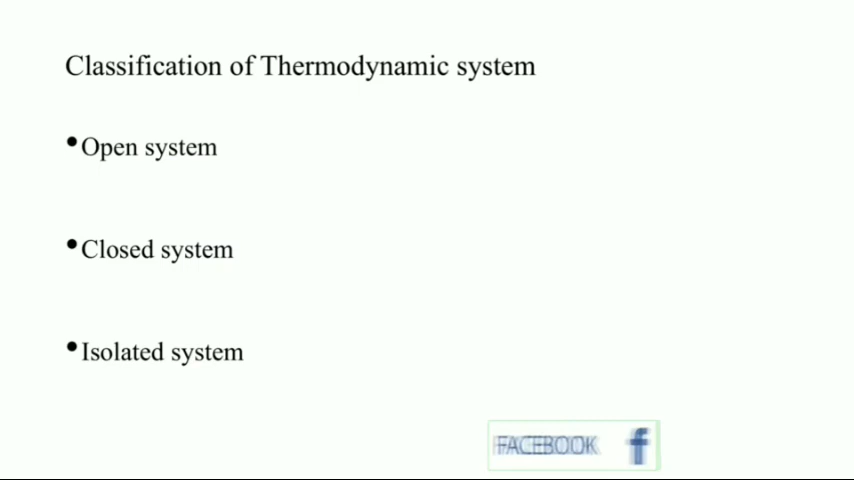 Classification of Thermodynamic system
•Open system
•Closed system
•Isolated system
FACEBOOK f